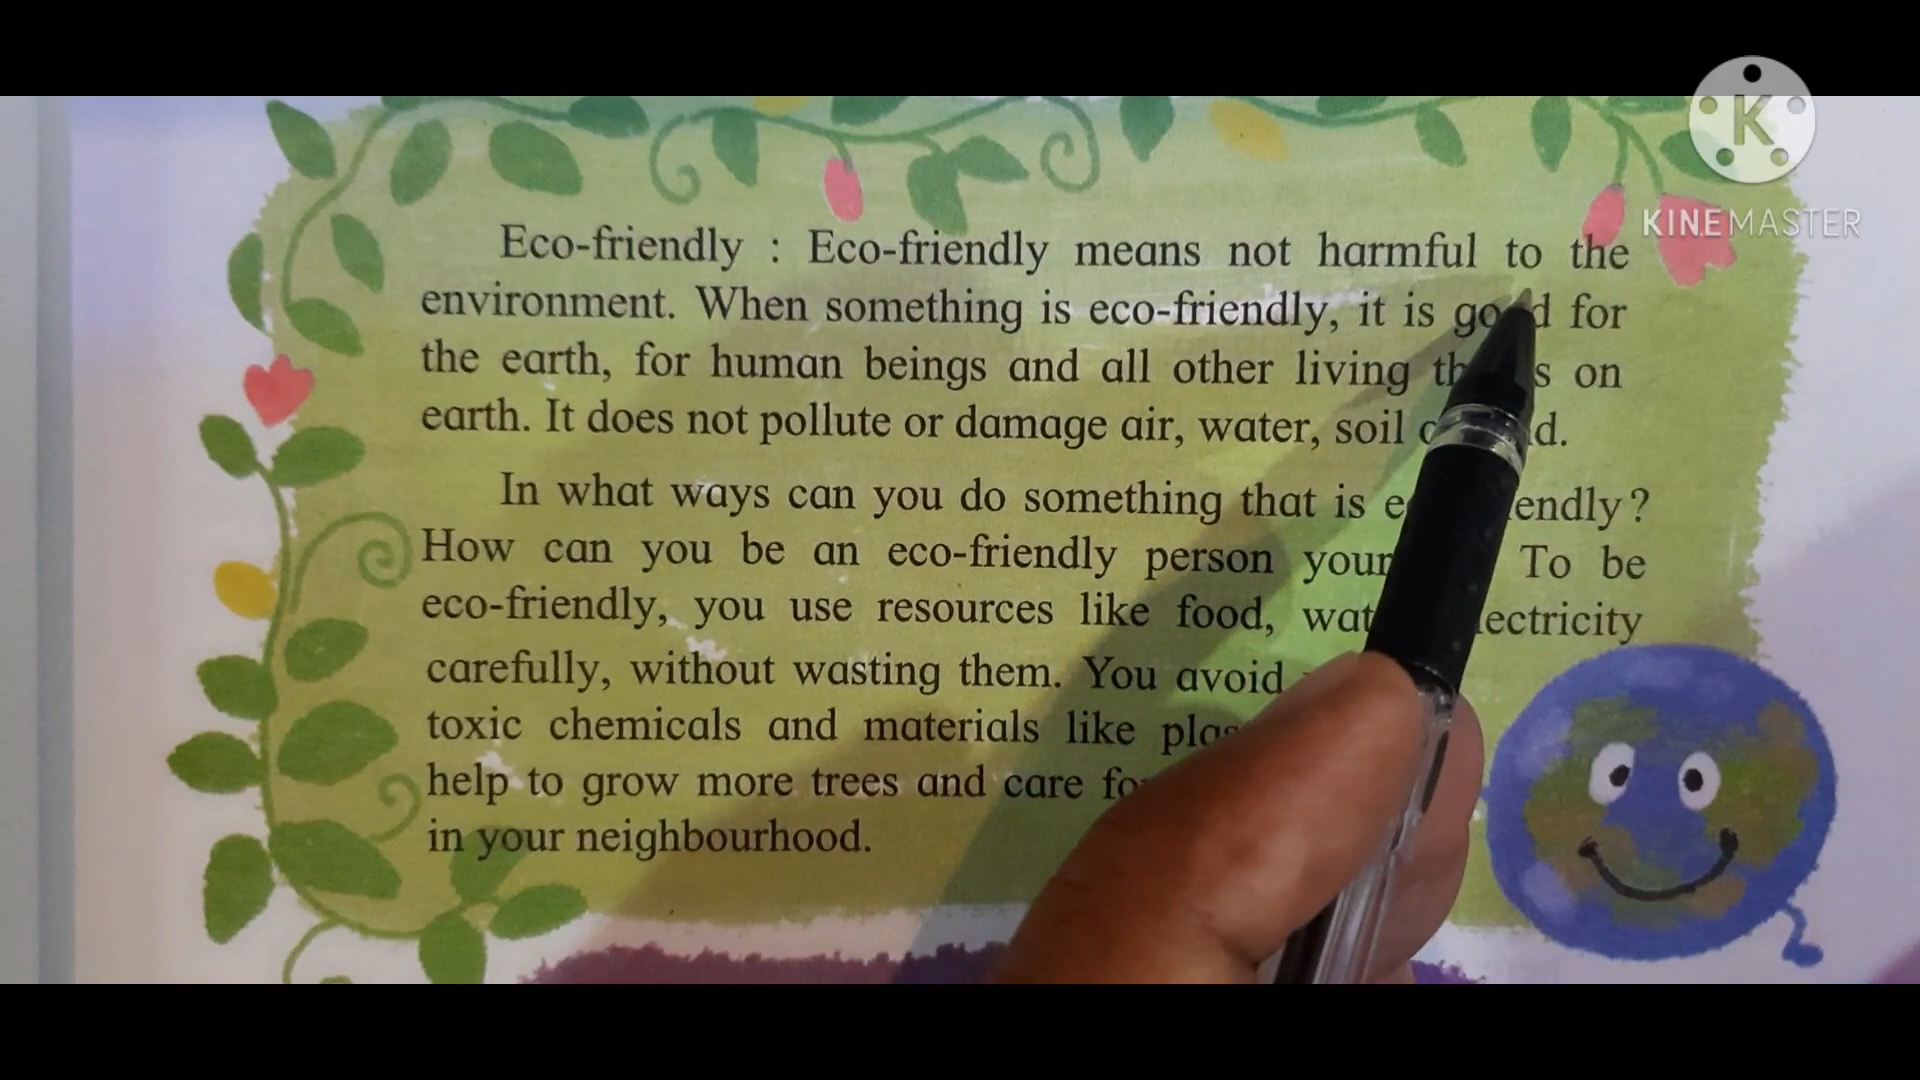 K
KINEMASTER
Eco-friendly : Eco-friendly means not harmful to the
environment. When something is eco-friendly, it is good for
the earth, for human beings and all other living on
earth. It does not pollute or damage air, water, soil
In what ways can you do something that is
How can you be an eco-friendly person To be
eco-friendly, you use resources like food,
carefully, without wasting them. You avoid
toxic chemicals and materials like
help to grow more trees and care
in your neighbourhood.